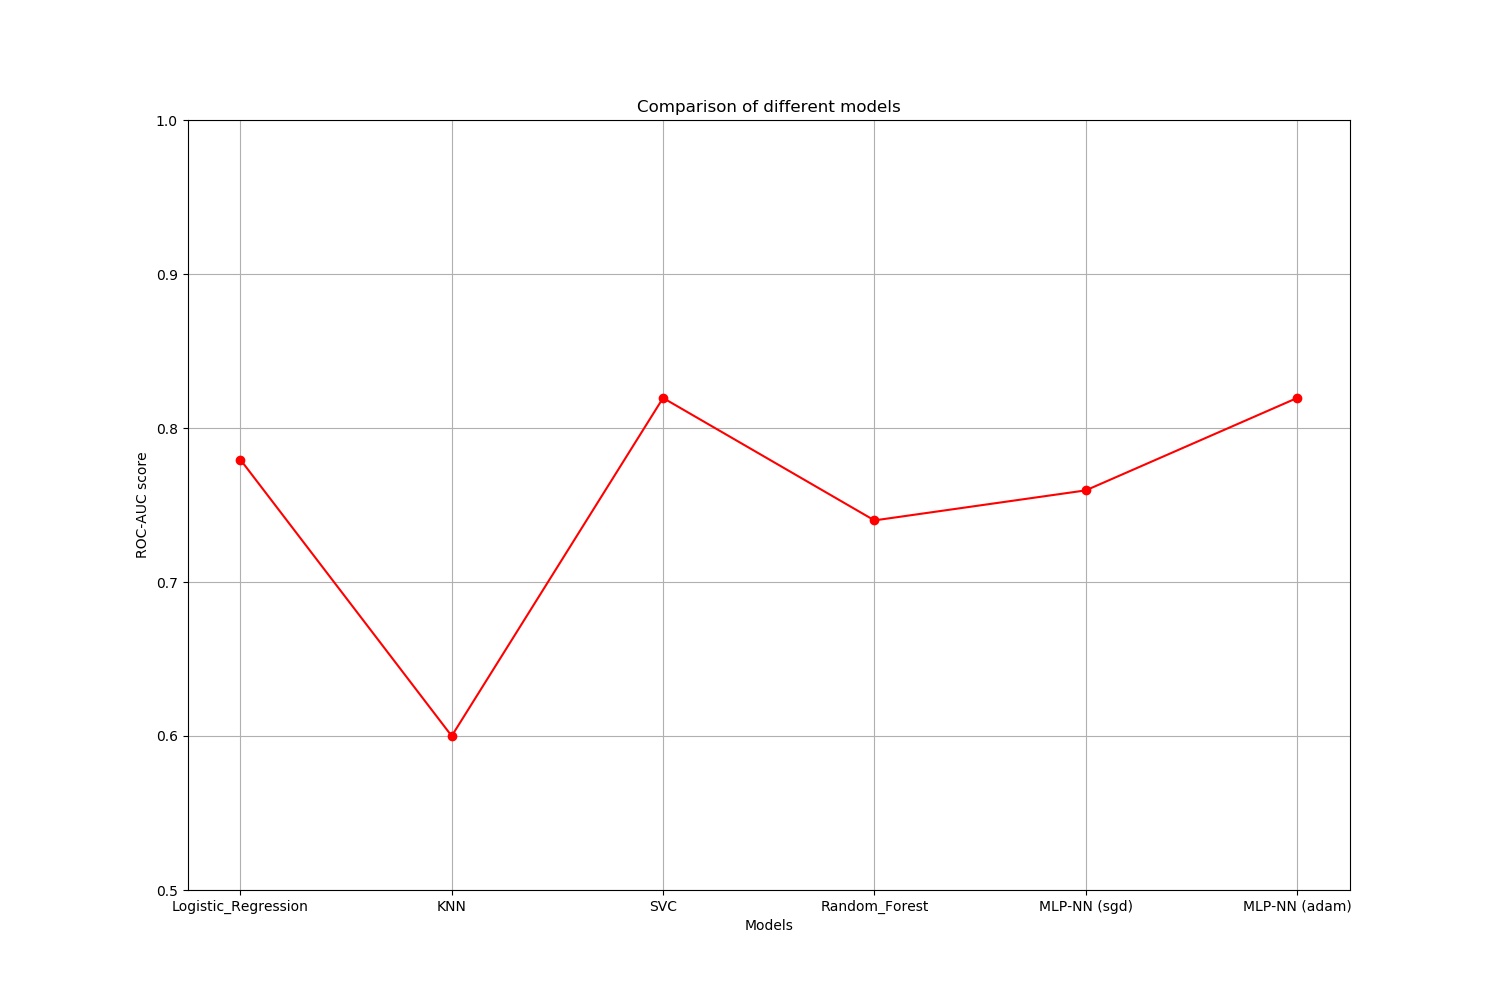 Comparison of different models
1.0
0.9
0.8
0.7
0.6
0.5
ROC-AUC score
Logistic_Regression KNN SVC Random_Forest MLP-NN (sgd) MLP-NN (adam)
Models